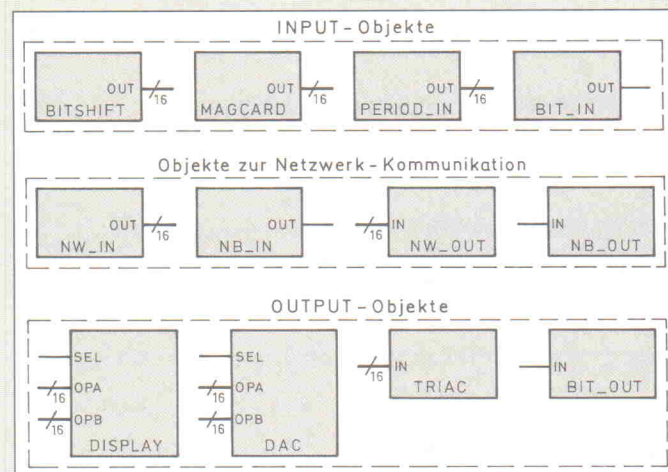 INPUT-Objekte
OUT OUT OUT OUT
16 16 16
BITSHIFT MAGCARD PERIOD_IN BIT_IN
Objekte zur Netzwerk-Kommunikation
OUT OUT IN IN
16 16
NW_IN NB_IN NW_OUT NB_OUT
OUTPUT-Objekte
SEL SEL IN IN
16
OPA OPA TRIAC BIT_OUT
16 16
OPB OPB
16 16
DISPLAY DAC